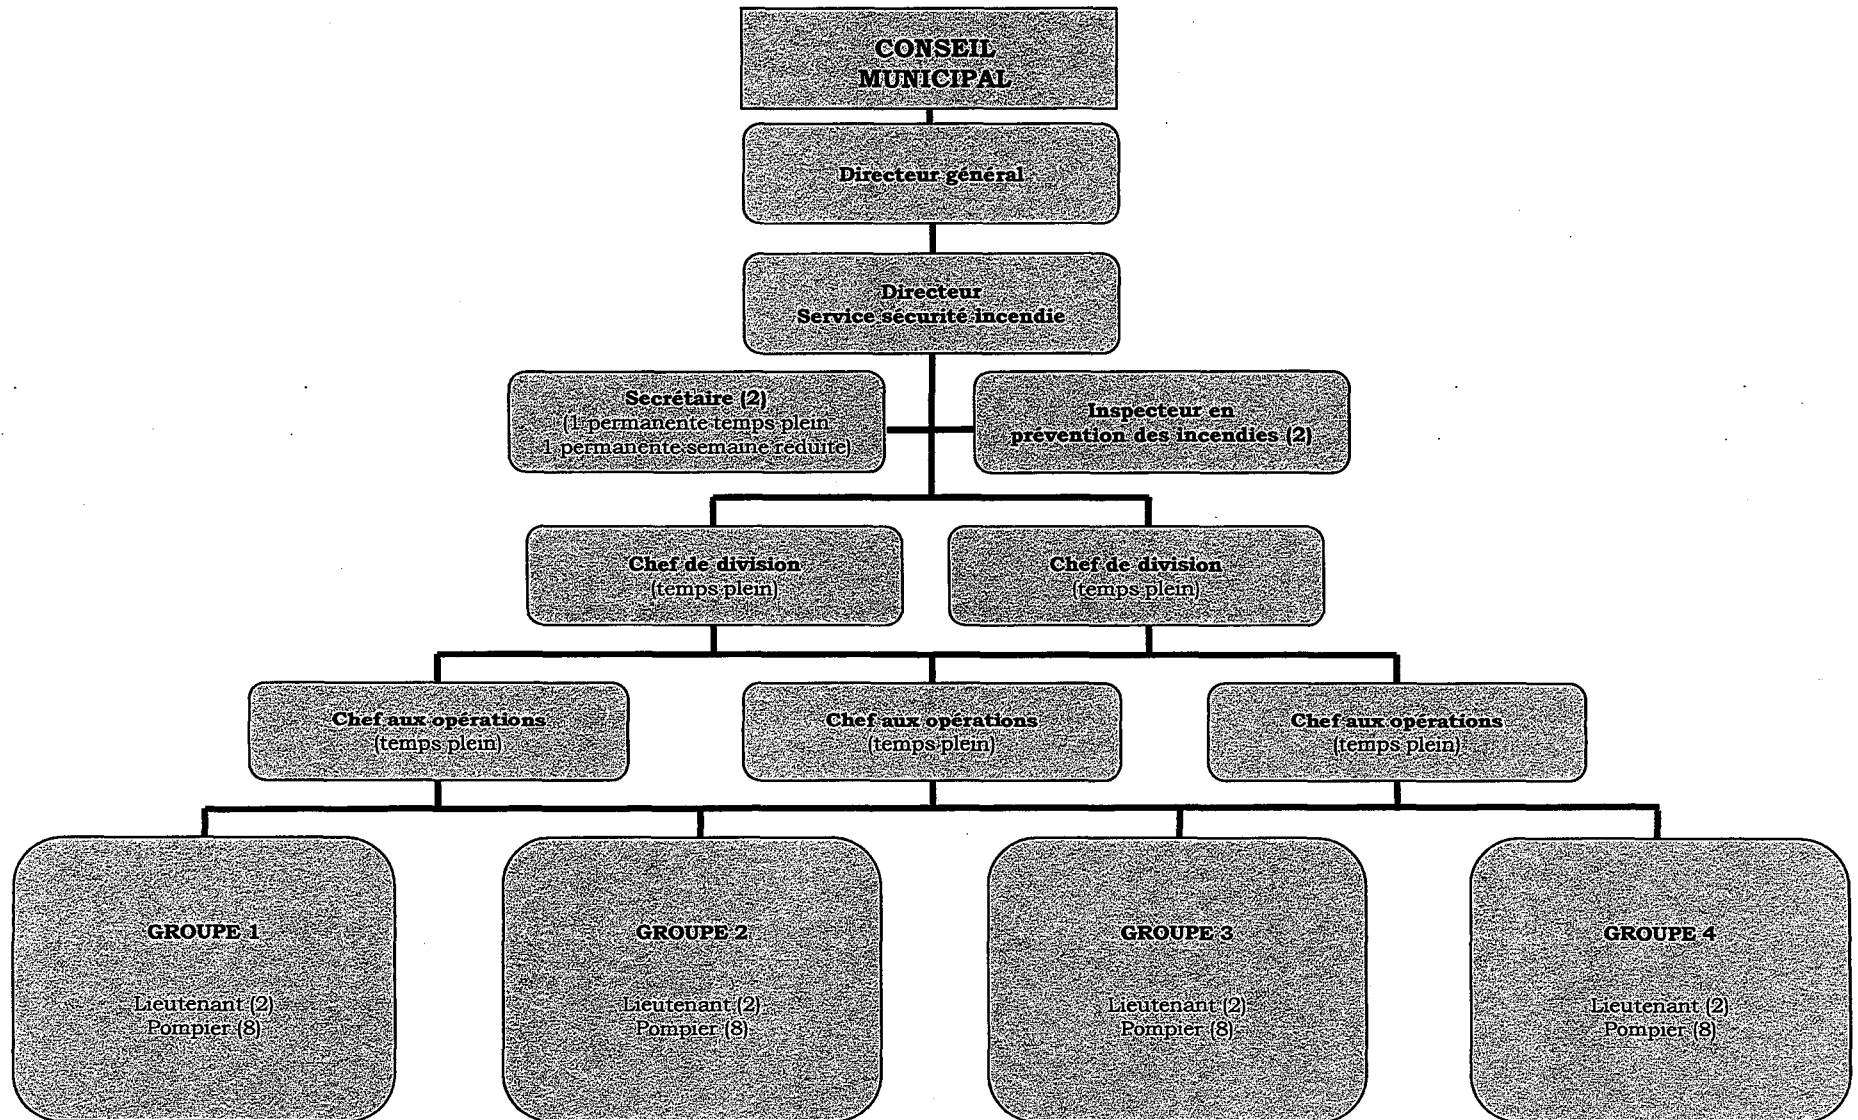 CONSEIL
MUNICIPAL
Directeur général
Directeur
Service sécurité incendie
Secrétaire (2)
(1 permanente temps plein
1 permanente semaine réduite)
Inspecteur en
prévention des incendies (2)
Chef de division
(temps plein)
Chef de division
(temps plein)
Chef aux opérations
(temps plein)
Chef aux opérations
(temps plein)
Chef aux opérations
(temps plein)
GROUPE 1
Lieutenant (2)
Pompier (8)
GROUPE 2
Lieutenant (2)
Pompier (8)
GROUPE 3
Lieutenant (2)
Pompier (8)
GROUPE 4
Lieutenant (2)
Pompier (8)